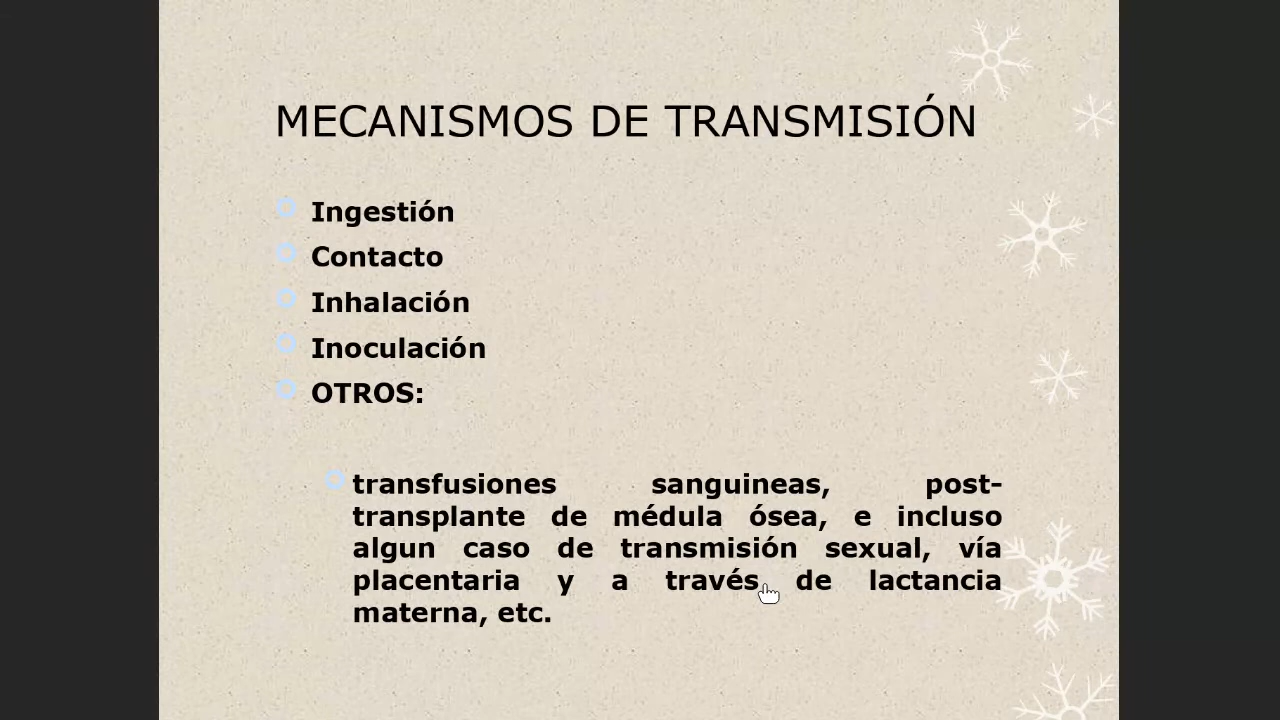 MECANISMOS DE TRANSMISIÓN
Ingestión
Contacto
Inhalación
Inoculación
OTROS:
transfusiones sanguineas, post-
transplante de médula ósea, e incluso
algun caso de transmisión sexual, vía
placentaria y a través de lactancia
materna, etc.